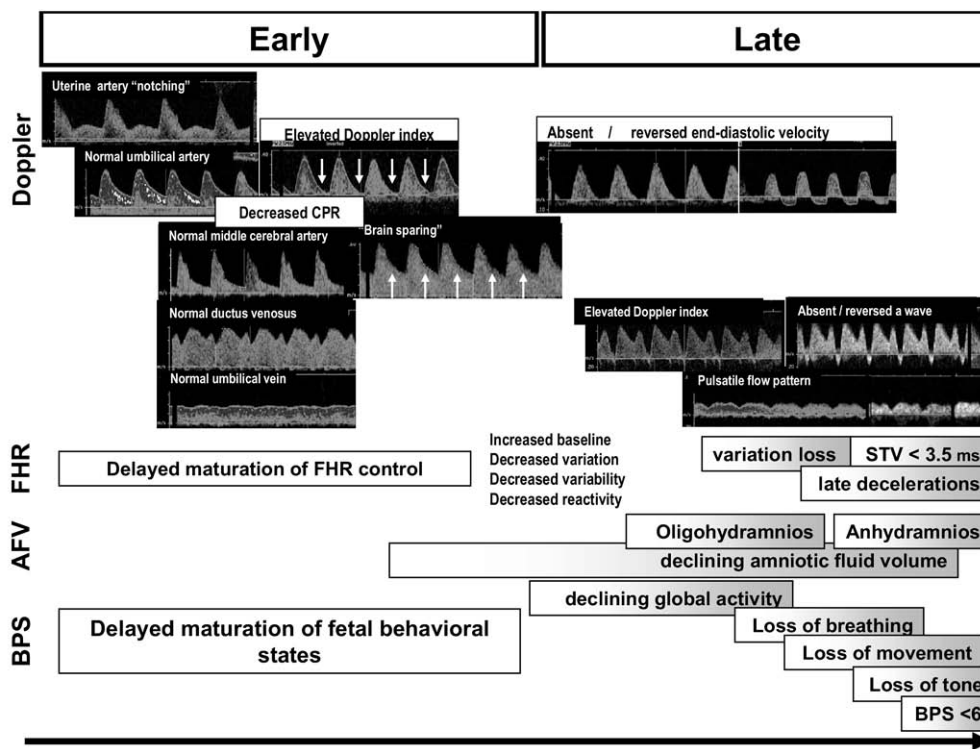 Early
Late
Doppler
Uterine artery “notching”
Normal umbilical artery
Elevated Doppler index
Absent / reversed end-diastolic velocity
Decreased CPR
Normal middle cerebral artery
“Brain sparing”
Normal ductus venosus
Elevated Doppler index
Absent / reversed a wave
Normal umbilical vein
Pulsatile flow pattern
FHR
Delayed maturation of FHR control
Increased baseline
Decreased variation
Decreased variability
Decreased reactivity
variation loss
STV < 3.5 ms
late decelerations
AFV
Oligohydramnios
Anhydramnios
declining amniotic fluid volume
BPS
Delayed maturation of fetal behavioral
states
declining global activity
Loss of breathing
Loss of movement
Loss of tone
BPS <6